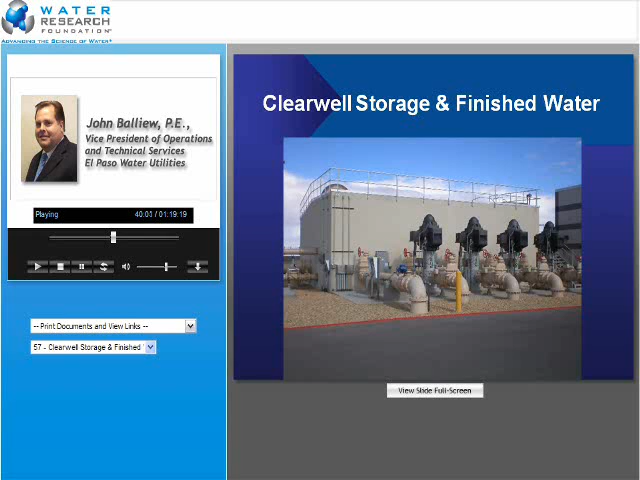 WATER
RESEARCH
FOUNDATION
ADVANCING THE SCIENCE OF WATER
John Balliew, P.E.,
Vice President of Operations
and Technical Services
El Paso Water Utilities
Clearwell Storage & Finished Water
Playing
40:03 / 01:19:19
-- Print Documents and View Links --
57 - Clearwell Storage & Finished
View Slide Full-Screen